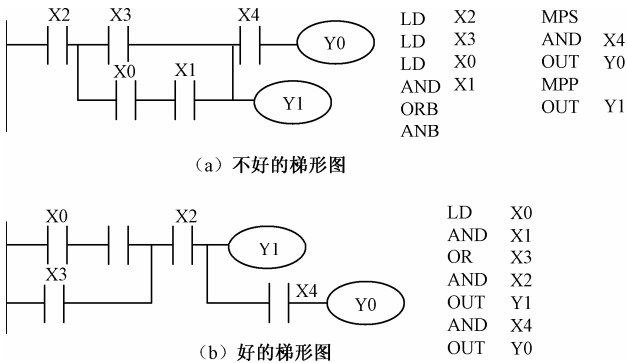 X2 X3 X4
Y0
X0 X1
Y1
LD X2
LD X3
LD X0
AND X1
ORB
ANB
MPS
AND X4
OUT Y0
MPP
OUT Y1
(a)不好的梯形图
X0 X2
Y1
X3
X4
Y0
LD X0
AND X1
OR X3
AND X2
OUT Y1
AND X4
OUT Y0
(b)好的梯形图